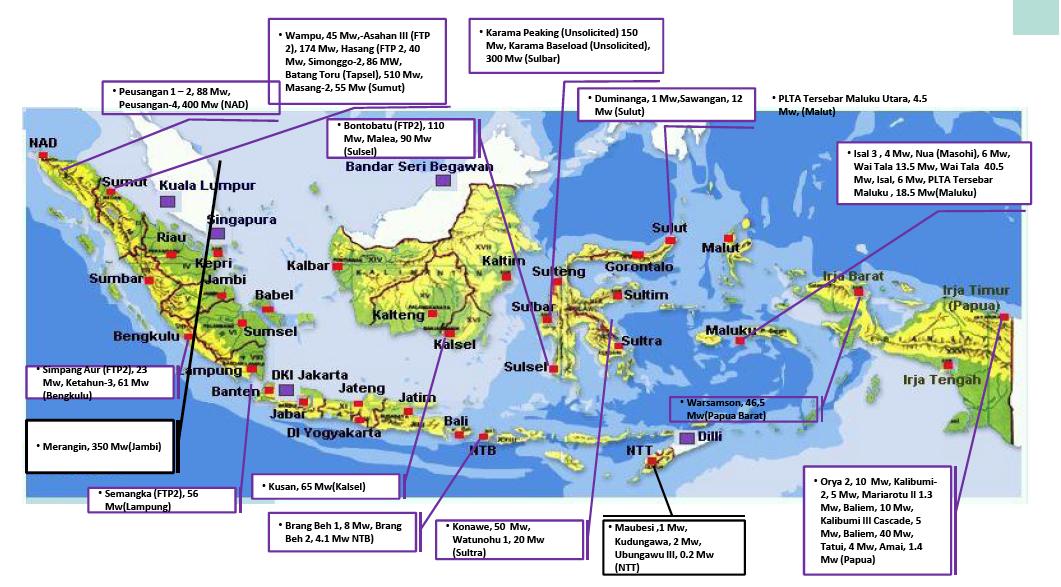 • Wampu, 45 Mw,-Asahan III (FTP
2), 174 Mw, Hasang (FTP 2, 40
Mw, Simonggo-2, 86 MW,
Batang Toru (Tapsel), 510 Mw,
Masang-2, 55 Mw (Sumut)
• Karama Peaking (Unsolicited) 150
Mw, Karama Baseload (Unsolicited),
300 Mw (Sulbar)
• Peusangan 1 – 2, 88 Mw,
Peusangan-4, 400 Mw (NAD)
• Duminanga, 1 Mw,Sawangan, 12
Mw (Sulut)
• PLTA Tersebar Maluku Utara, 4.5
Mw, (Malut)
• Bontobatu (FTP2), 110
Mw, Malea, 90 Mw
(Sulsel)
• Isal 3 , 4 Mw, Nua (Masohi), 6 Mw,
Wai Tala 13.5 Mw, Wai Tala 40.5
Mw, Isal, 6 Mw, PLTA Tersebar
Maluku , 18.5 Mw(Maluku)
NAD
Bandar Seri Begawan
Sumut
Kuala Lumpur
Singapura
Riau
Kepri
Sumbar
Jambi
Babel
Bengkulu
Sumsel
Lampung
Kalbar
XIV
KALIMANTAN
XVII
Kaltim
XV
XVI
Kalteng
Kalsel
Sulteng
Sulbar
Sulsel
Gorontalo
Sulut
Sultim
Sultra
Malut
Maluku
Irja Barat
Irja Timur
(Papua)
Irja Tengah
DKI Jakarta
Banten
Jabar
Jateng
DI Yogyakarta
Jatim
Bali
NTB
NTT
Dilli
• Simpang Aur (FTP2), 23
Mw, Ketahun-3, 61 Mw
(Bengkulu)
• Merangin, 350 Mw(Jambi)
• Warsamson, 46,5
Mw(Papua Barat)
• Semangka (FTP2), 56
Mw(Lampung)
• Kusan, 65 Mw(Kalsel)
• Brang Beh 1, 8 Mw, Brang
Beh 2, 4.1 Mw NTB)
• Konawe, 50 Mw,
Watunohu 1, 20 Mw
(Sultra)
• Maubesi ,1 Mw,
Kudungawa, 2 Mw,
Ubungawu III, 0.2 Mw
(NTT)
• Orya 2, 10 Mw, Kalibumi-
2, 5 Mw, Mariarotu II 1.3
Mw, Baliem, 10 Mw,
Kalibumi III Cascade, 5
Mw, Baliem, 40 Mw,
Tatui, 4 Mw, Amai, 1.4
Mw (Papua)